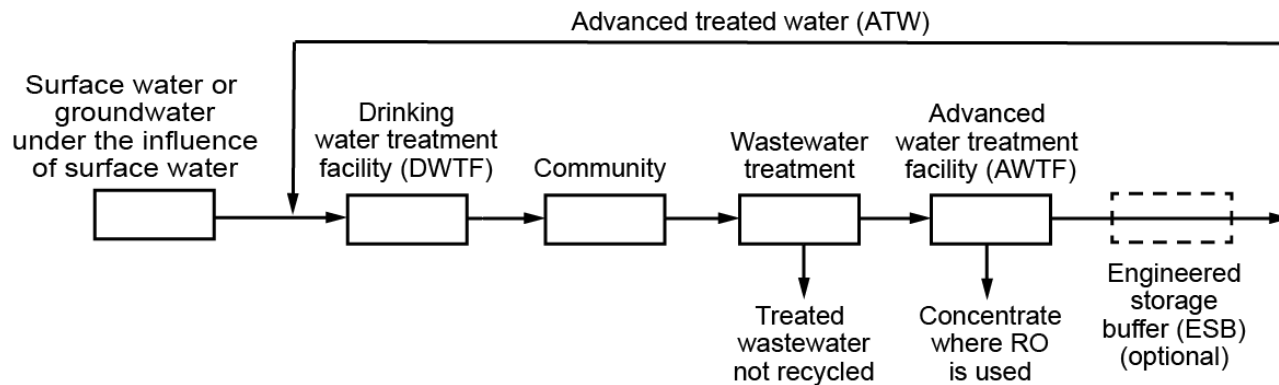 Advanced treated water (ATW)
Surface water or
groundwater
under the influence
of surface water
Drinking
water treatment
facility (DWTF)
Community
Wastewater
treatment
Advanced
water treatment
facility (AWTF)
Treated
wastewater
not recycled
Concentrate
where RO
is used
Engineered
storage
buffer (ESB)
(optional)